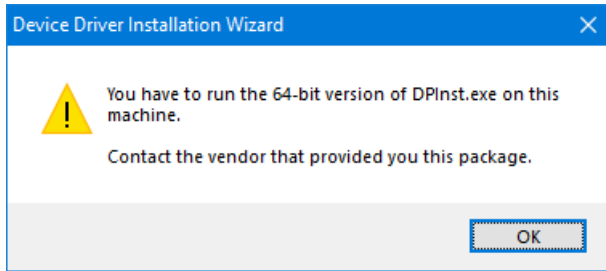 Device Driver Installation Wizard
You have to run the 64-bit version of DPInst.exe on this
machine.
Contact the vendor that provided you this package.
OK